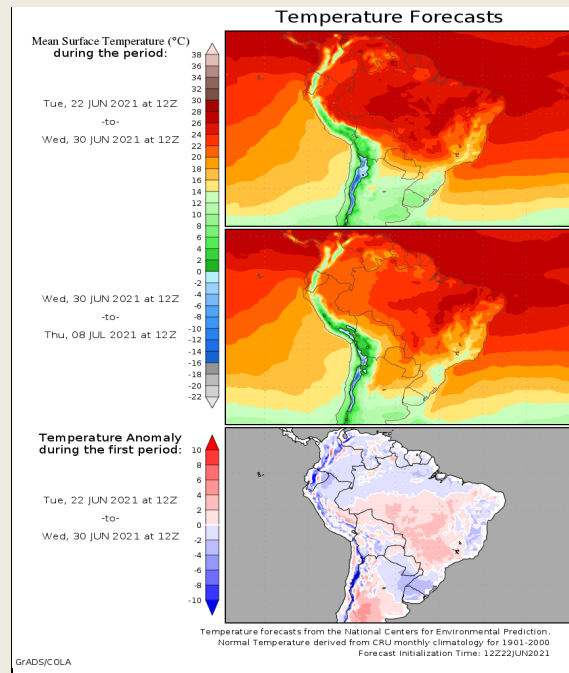 Temperature Forecasts
Mean Surface Temperature (°C)
during the period:
Tue, 22 JUN 2021 at 12Z
-to-
Wed, 30 JUN 2021 at 12Z
38
36
34
32
30
28
26
24
22
20
18
16
14
12
10
8
6
4
2
0
-2
-4
-6
-8
-10
-12
-14
-16
-18
-20
-22
Wed, 30 JUN 2021 at 12Z
-to-
Thu, 08 JUL 2021 at 12Z
Temperature Anomaly
during the first period:
Tue, 22 JUN 2021 at 12Z
-to-
Wed, 30 JUN 2021 at 12Z
10
8
6
4
2
0
-2
-4
-6
-8
-10
Temperature forecasts from the National Centers for Environmental Prediction.
Normal Temperature derived from CRU monthly climatology for 1901-2000
Forecast Initialization Time: 12Z22JUN2021
GrADS/COLA